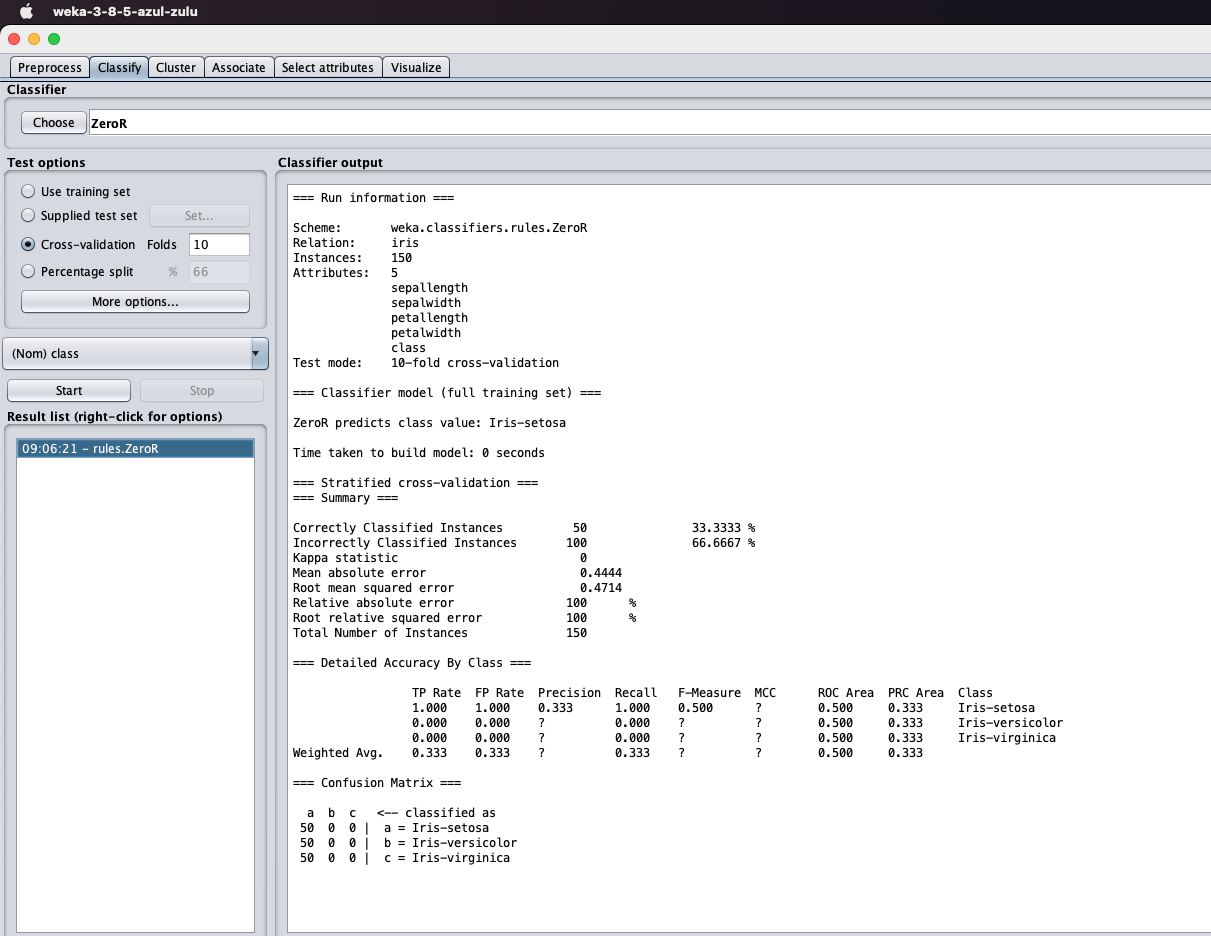 weka-3-8-5-azul-zulu
Preprocess Classify Cluster Associate Select attributes Visualize
Classifier
Choose ZeroR
Test options
Use training set
Supplied test set Set...
Cross-validation Folds 10
Percentage split % 66
More options...
(Nom) class
Start Stop
Result list (right-click for options)
09:06:21 - rules.ZeroR
Classifier output
=== Run information ===
Scheme: weka.classifiers.rules.ZeroR
Relation: iris
Instances: 150
Attributes: 5
sepallength
sepalwidth
petallength
petalwidth
class
Test mode: 10-fold cross-validation
=== Classifier model (full training set) ===
ZeroR predicts class value: Iris-setosa
Time taken to build model: 0 seconds
=== Stratified cross-validation ===
=== Summary ===
Correctly Classified Instances 50 33.3333 %
Incorrectly Classified Instances 100 66.6667 %
Kappa statistic 0
Mean absolute error 0.4444
Root mean squared error 0.4714
Relative absolute error 100 %
Root relative squared error 100 %
Total Number of Instances 150
=== Detailed Accuracy By Class ===
TP Rate FP Rate Precision Recall F-Measure MCC ROC Area PRC Area Class
1.000 1.000 0.333 1.000 0.500 ? 0.500 0.333 Iris-setosa
0.000 0.000 ? 0.000 ? ? 0.500 0.333 Iris-versicolor
0.000 0.000 ? 0.000 ? ? 0.500 0.333 Iris-virginica
Weighted Avg. 0.333 0.333 ? 0.333 ? ? 0.500 0.333
=== Confusion Matrix ===
a b c <-- classified as
50 0 0 | a = Iris-setosa
50 0 0 | b = Iris-versicolor
50 0 0 | c = Iris-virginica